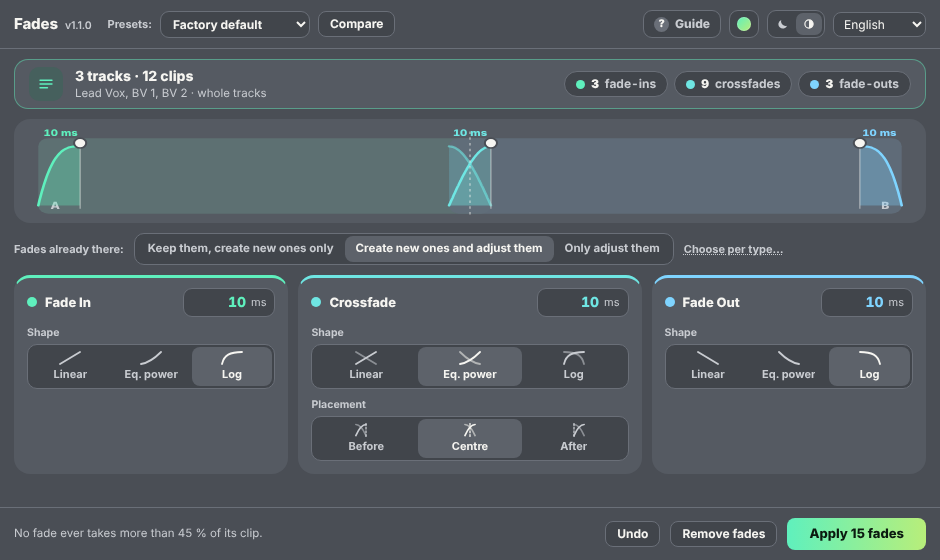 Fades v1.1.0 Presets: Factory default Compare ? Guide English
3 tracks · 12 clips
Lead Vox, BV 1, BV 2 · whole tracks
3 fade-ins 9 crossfades 3 fade-outs
10 ms 10 ms 10 ms
A B
Fades already there: Keep them, create new ones only Create new ones and adjust them Only adjust them Choose per type...
Fade In 10 ms
Shape
Linear Eq. power Log
Crossfade 10 ms
Shape
Linear Eq. power Log
Placement
Before Centre After
Fade Out 10 ms
Shape
Linear Eq. power Log
No fade ever takes more than 45 % of its clip. Undo Remove fades Apply 15 fades